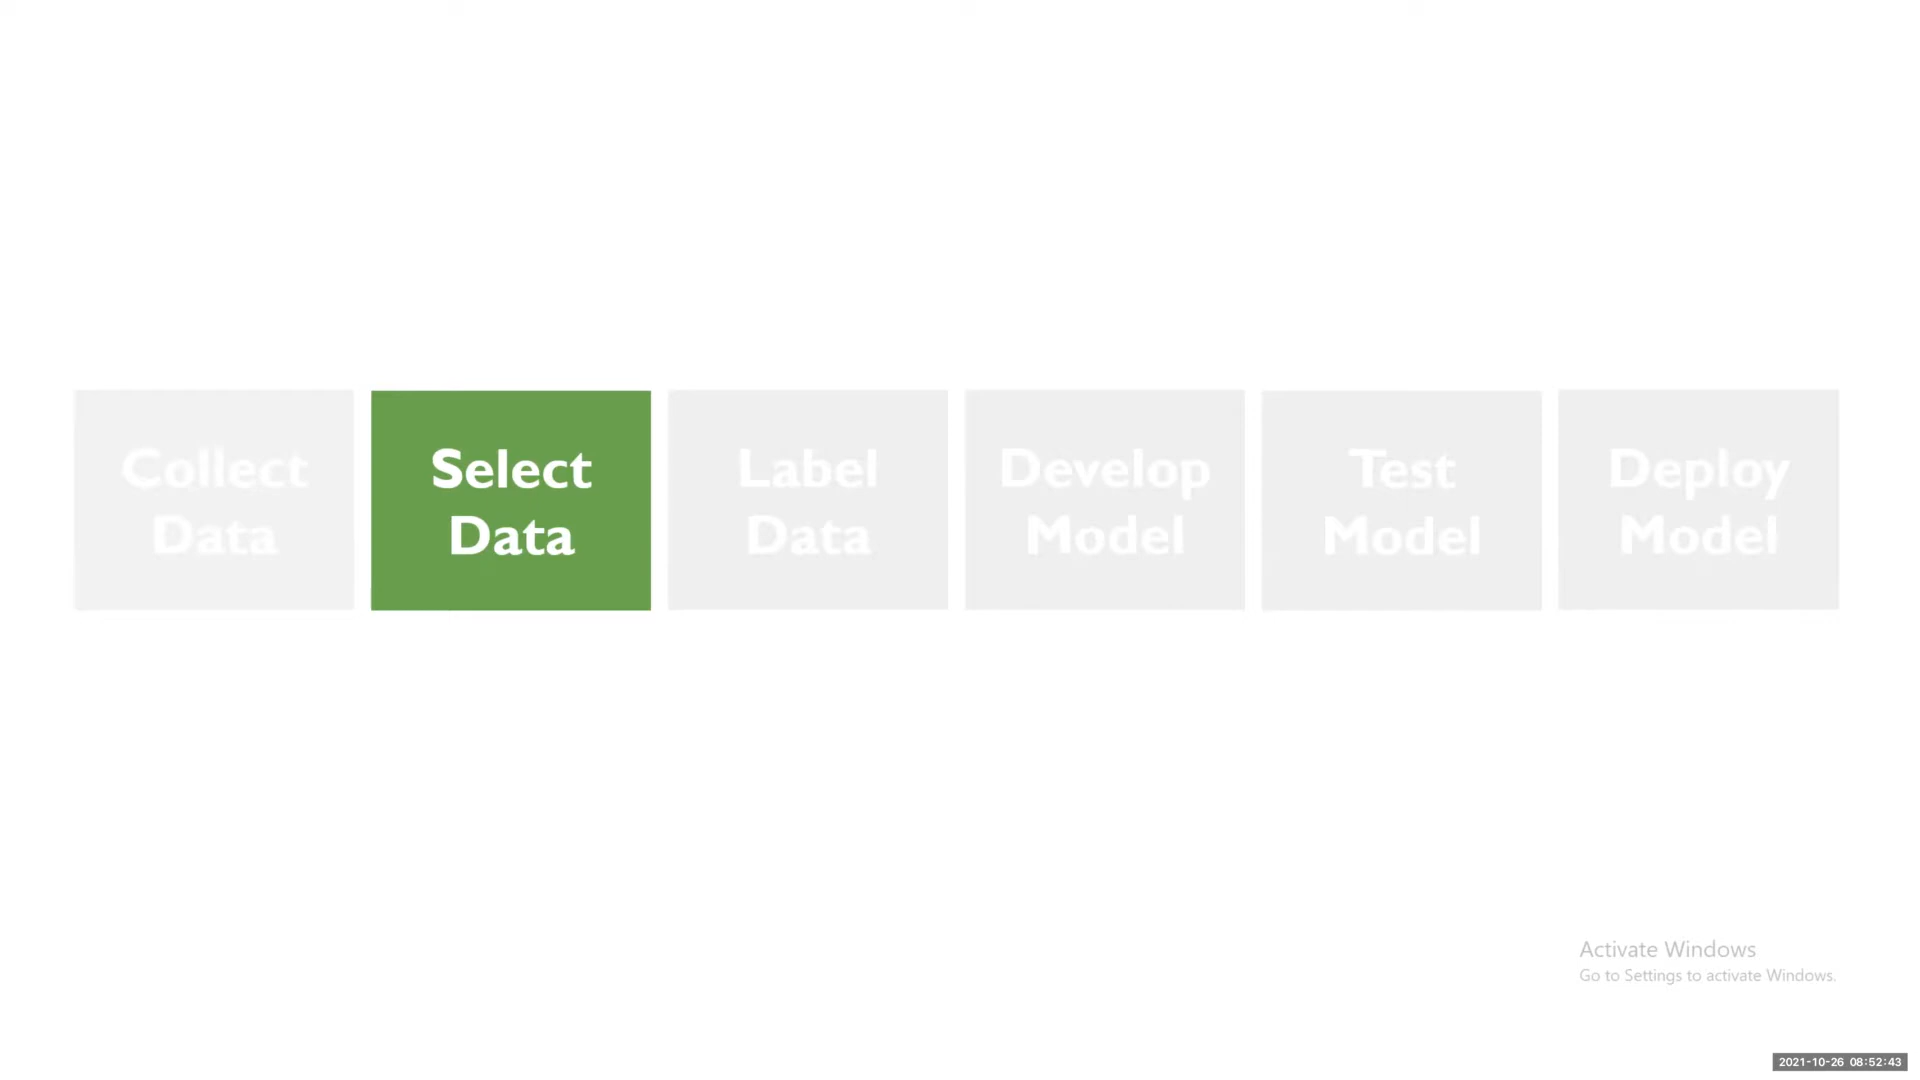 Collect
Data
Select
Data
Label
Data
Develop
Model
Test
Model
Deploy
Model
Activate Windows
Go to Settings to activate Windows.
2021-10-26 08:52:43